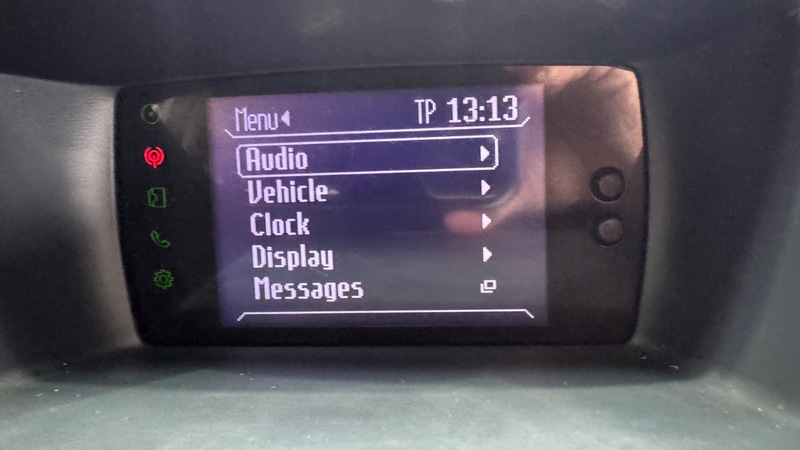 Menu TP 13:13
Audio
Vehicle
Clock
Display
Messages